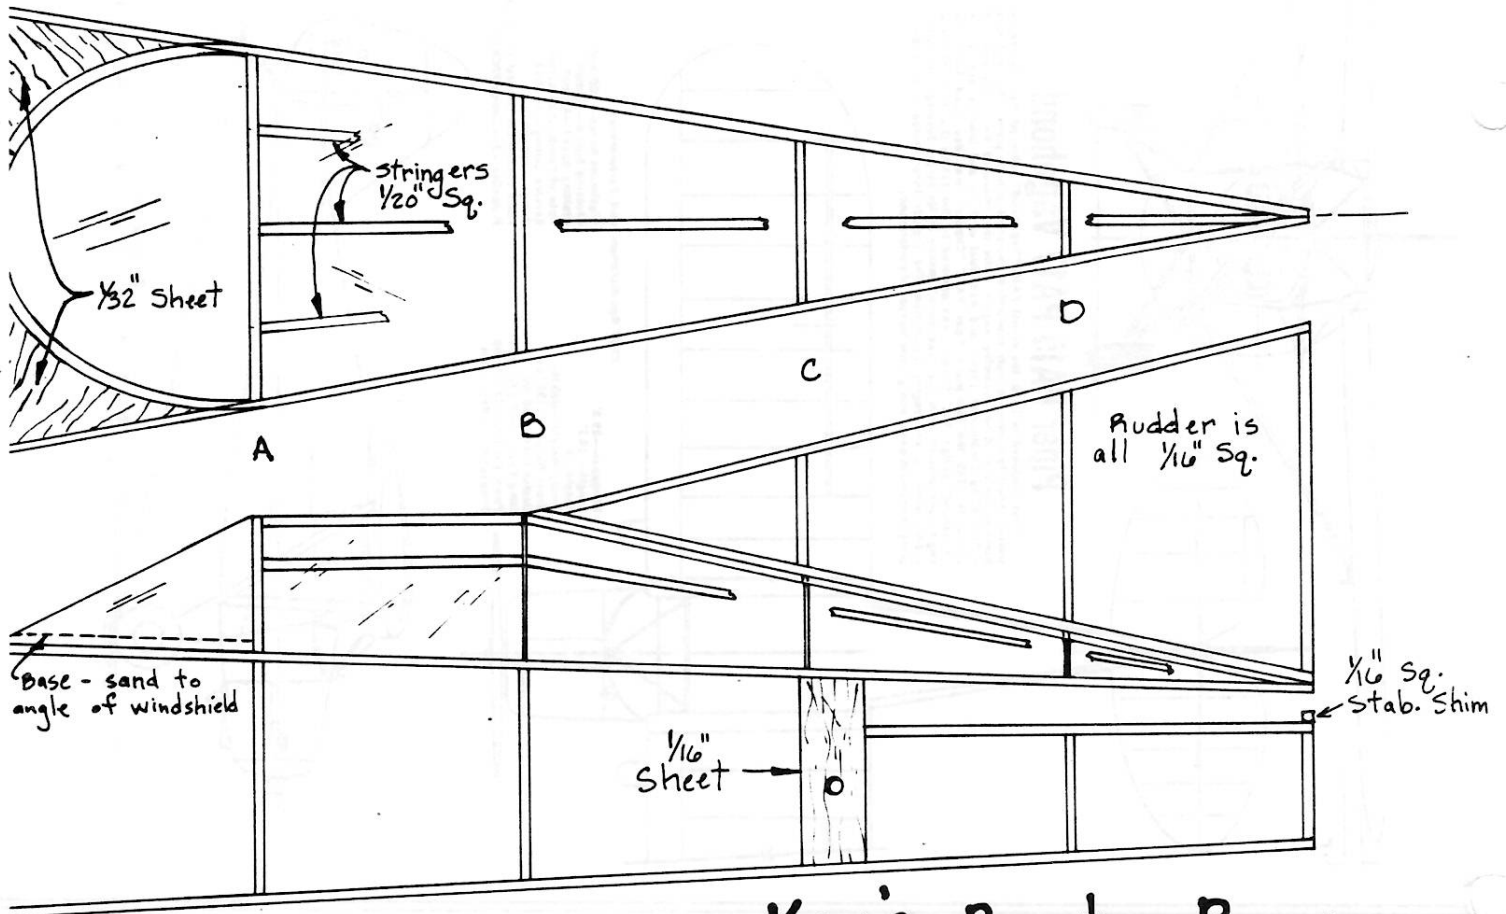 stringers
1/20" Sq.
1/32" Sheet
A
B
C
D
Rudder is
all 1/16" Sq.
Base - sand to
angle of windshield
1/16"
Sheet
1/16" Sq.
Stab. Shim